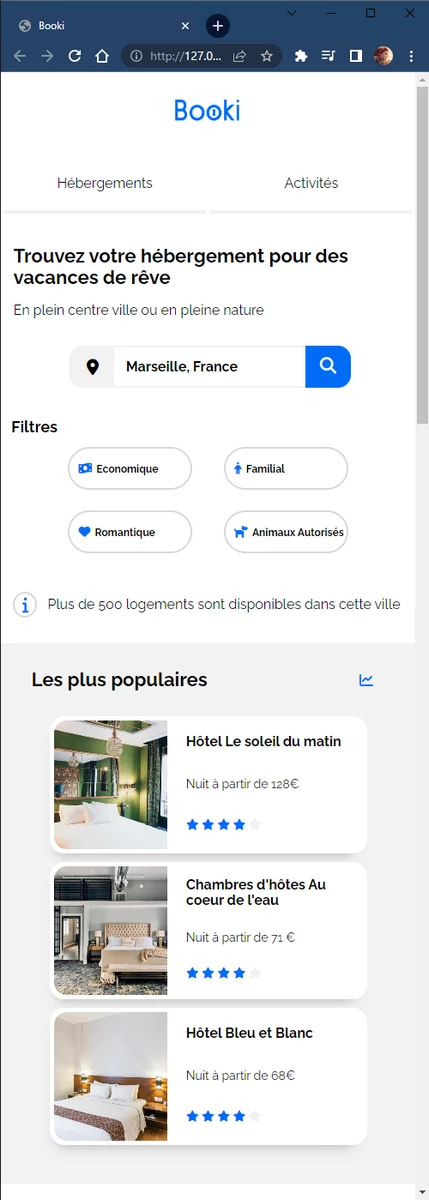 Booki
http://127.0...
Booki
Hébergements
Activités
Trouvez votre hébergement pour des
vacances de rêve
En plein centre ville ou en pleine nature
Marseille, France
Filtres
Economique
Familial
Romantique
Animaux Autorisés
Plus de 500 logements sont disponibles dans cette ville
Les plus populaires
Hôtel Le soleil du matin
Nuit à partir de 128€
Chambres d'hôtes Au
coeur de l'eau
Nuit à partir de 71 €
Hôtel Bleu et Blanc
Nuit à partir de 68€